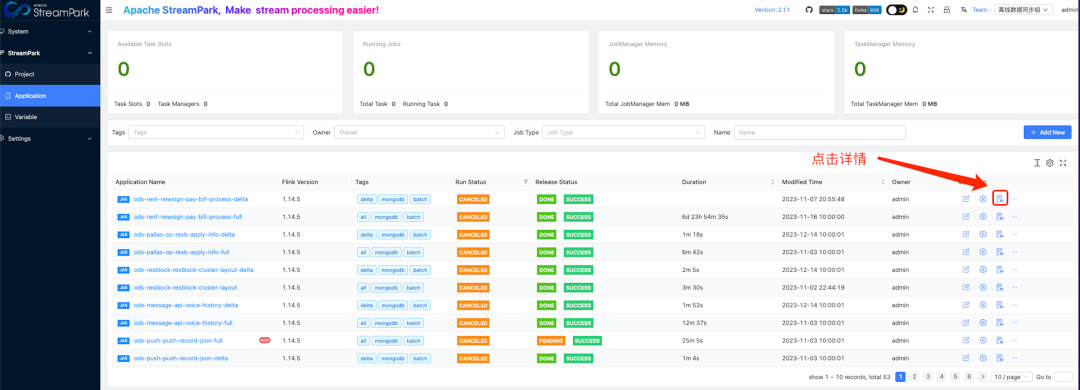 APACHE
StreamPark
Apache StreamPark, Make stream processing easier!
Version: 2.1.1
stars 3.5k forks 908
Team :
离线数据同步组
admin
System
StreamPark
Project
Application
Variable
Settings
Available Task Slots
0
Task Slots 0 Task Managers 0
Running Jobs
0
Total Task 0 Running Task 0
JobManager Memory
0
Total JobManager Mem 0 MB
TaskManager Memory
0
Total TaskManager Mem 0 MB
Tags Tags Owner Owner Job Type Job Type Name Name + Add New
点击详情
Application Name Flink Version Tags Run Status Release Status Duration Modified Time Owner
JAR ods-rent-newsign-pay-bill-process-delta 1.14.5 delta mongodb batch CANCELED DONE SUCCESS 2023-11-07 20:55:48 admin
JAR ods-rent-newsign-pay-bill-process-full 1.14.5 all mongodb batch CANCELED DONE SUCCESS 6d 23h 54m 35s 2023-11-16 10:00:00 admin
JAR ods-pallas-op-resb-apply-info-delta 1.14.5 delta mongodb batch CANCELED DONE SUCCESS 1m 18s 2023-12-14 10:00:01 admin
JAR ods-pallas-op-resb-apply-info-full 1.14.5 all mongodb batch CANCELED DONE SUCCESS 6m 42s 2023-11-03 10:00:01 admin
JAR ods-resblock-resblock-cluster-layout-delta 1.14.5 delta mongodb batch CANCELED DONE SUCCESS 2m 5s 2023-12-14 10:00:01 admin
JAR ods-resblock-resblock-cluster-layout 1.14.5 all mongodb batch CANCELED DONE SUCCESS 3m 30s 2023-11-02 22:44:19 admin
JAR ods-message-api-voice-history-delta 1.14.5 delta mongodb batch CANCELED DONE SUCCESS 1m 52s 2023-12-14 10:00:01 admin
JAR ods-message-api-voice-history-full 1.14.5 all mongodb batch CANCELED DONE SUCCESS 12m 37s 2023-11-03 10:00:01 admin
JAR ods-push-push-record-json-full NEW 1.14.5 all mongodb batch CANCELED PENDING SUCCESS 25m 5s 2023-11-03 10:00:01 admin
JAR ods-push-push-record-json-delta 1.14.5 delta mongodb batch CANCELED DONE SUCCESS 1m 4s 2023-11-03 10:00:01 admin
show 1 ~ 10 records, total 53 1 2 3 4 5 6 10 / page Go to